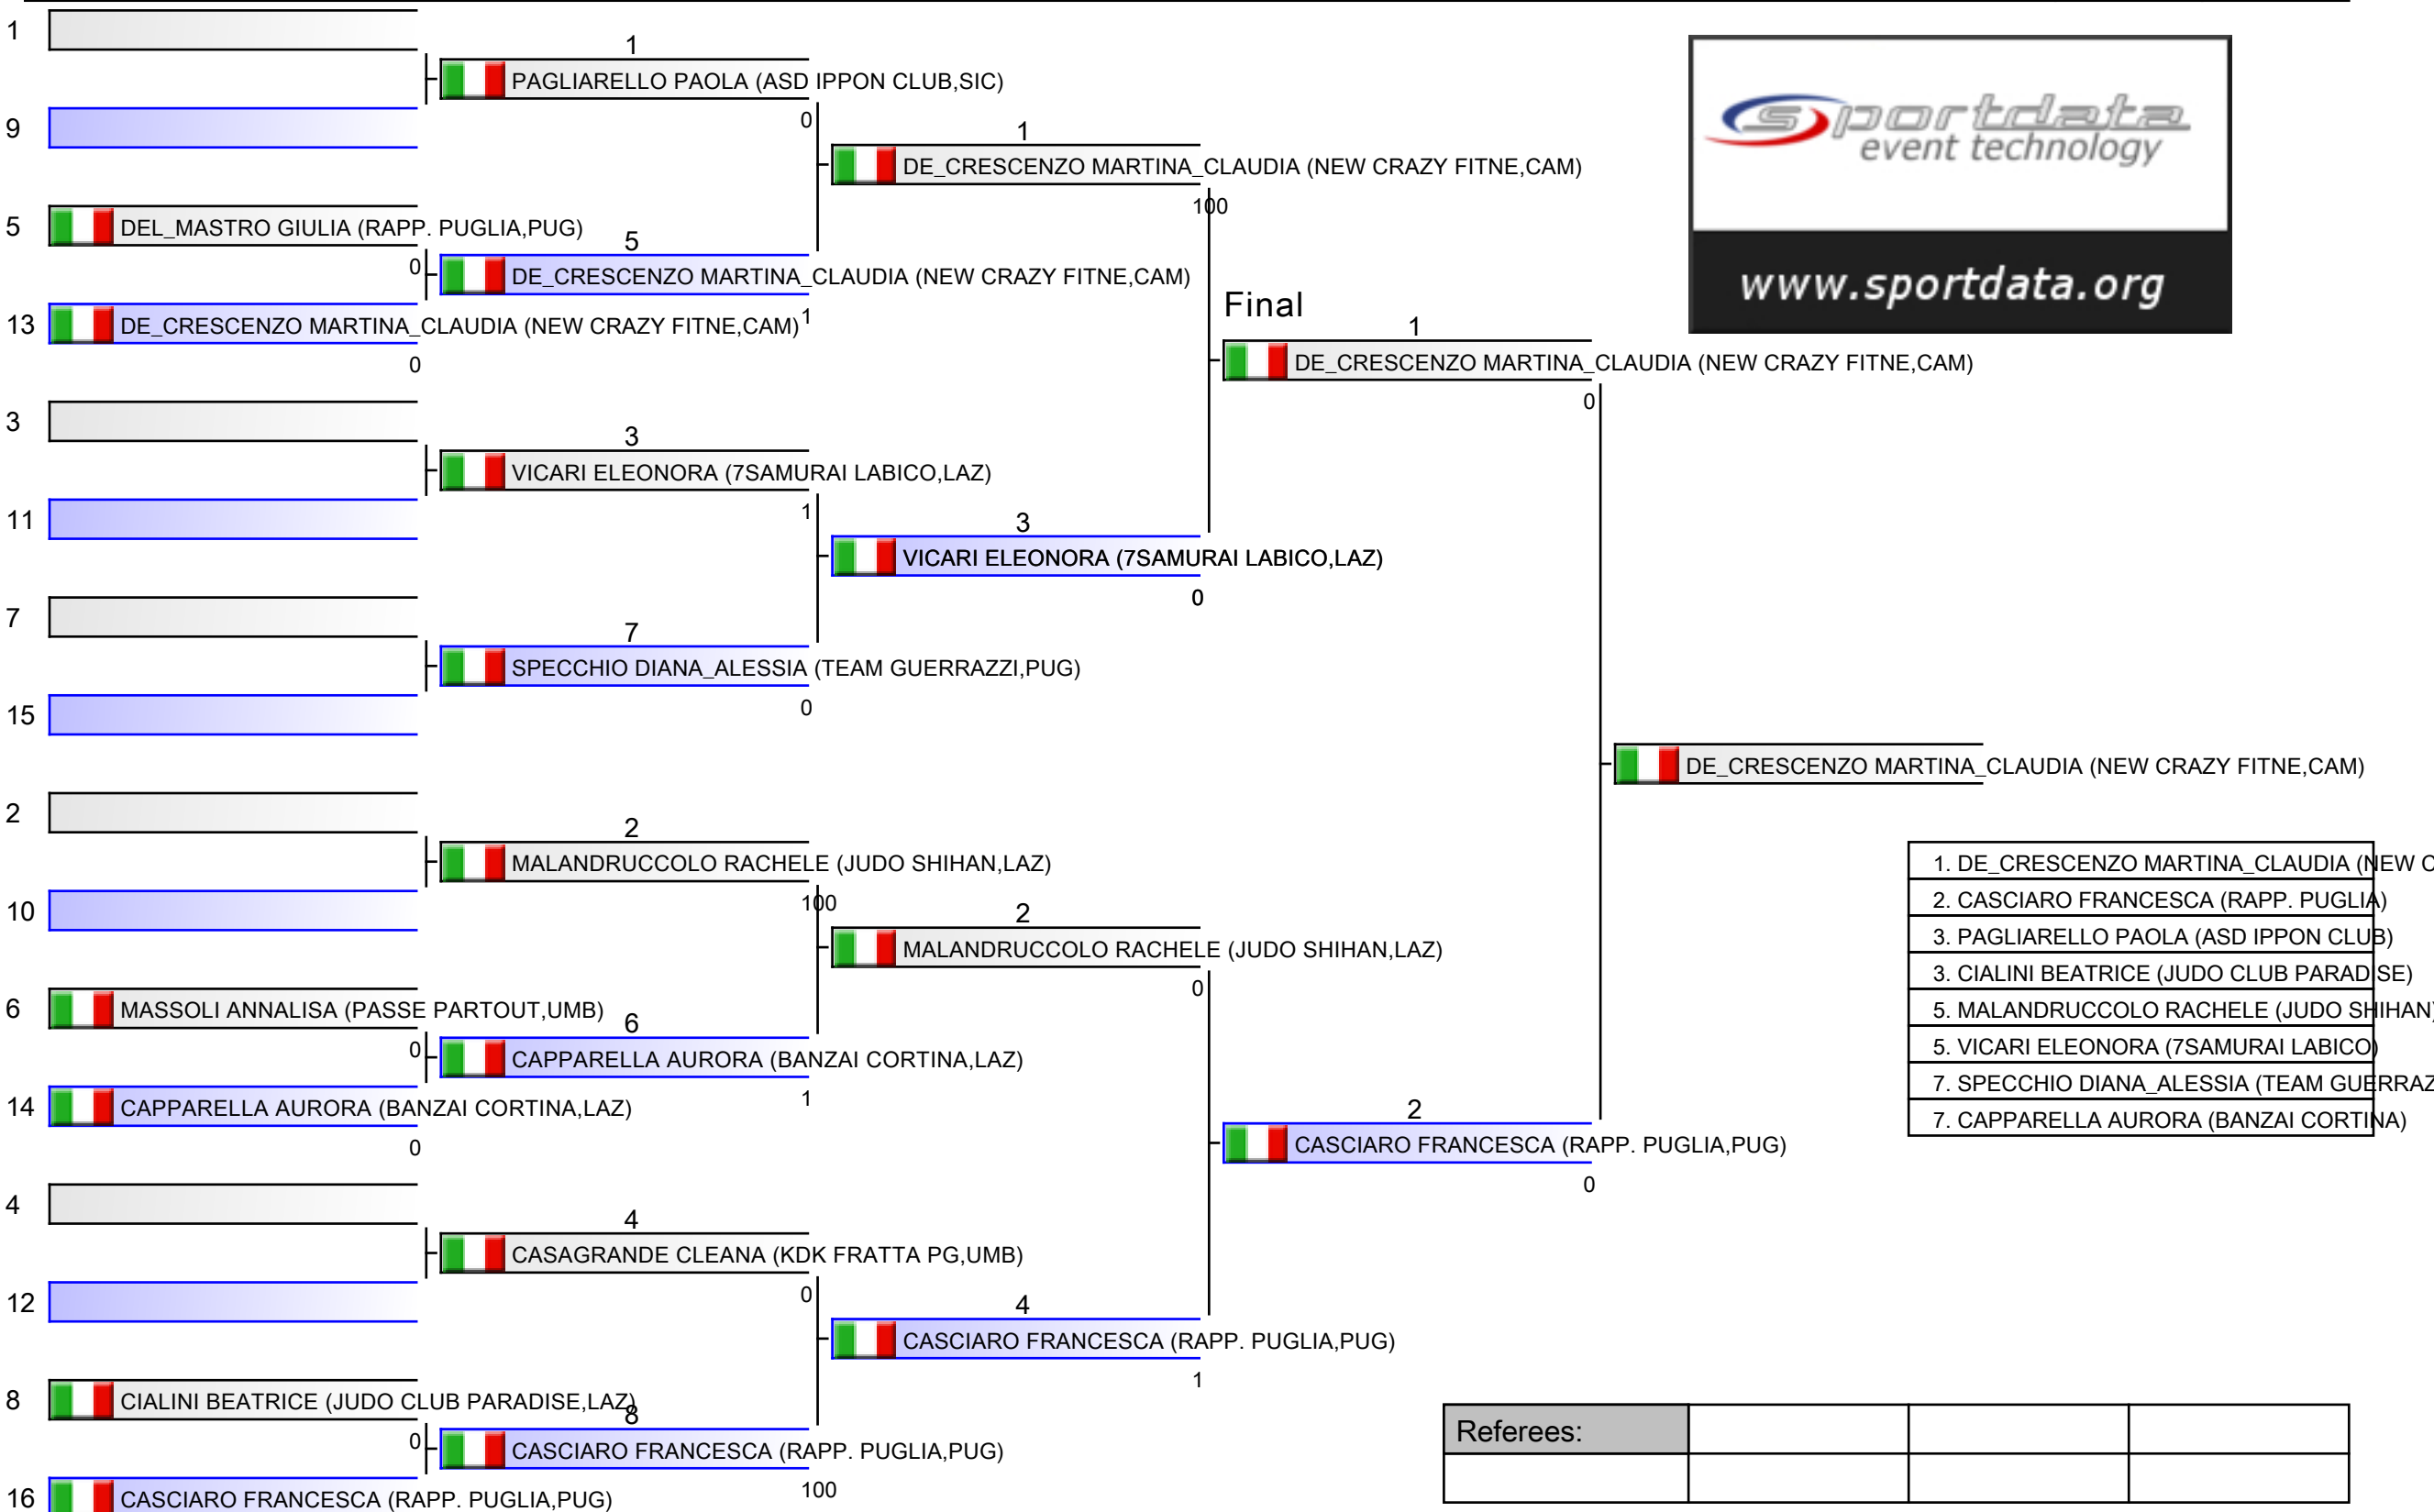 1
1
PAGLIARELLO PAOLA (ASD IPPON CLUB,SIC)
0
9
1
DE_CRESCENZO MARTINA_CLAUDIA (NEW CRAZY FITNE,CAM)
100
sportdata
event technology
www.sportdata.org
5
DEL_MASTRO GIULIA (RAPP. PUGLIA,PUG)
0
5
DE_CRESCENZO MARTINA_CLAUDIA (NEW CRAZY FITNE,CAM)
1
13
DE_CRESCENZO MARTINA_CLAUDIA (NEW CRAZY FITNE,CAM)
0
Final
1
DE_CRESCENZO MARTINA_CLAUDIA (NEW CRAZY FITNE,CAM)
0
3
3
VICARI ELEONORA (7SAMURAI LABICO,LAZ)
1
11
3
VICARI ELEONORA (7SAMURAI LABICO,LAZ)
0
7
7
SPECCHIO DIANA_ALESSIA (TEAM GUERRAZZI,PUG)
0
15
DE_CRESCENZO MARTINA_CLAUDIA (NEW CRAZY FITNE,CAM)
2
2
MALANDRUCCOLO RACHELE (JUDO SHIHAN,LAZ)
100
10
2
MALANDRUCCOLO RACHELE (JUDO SHIHAN,LAZ)
0
6
MASSOLI ANNALISA (PASSE PARTOUT,UMB)
0
6
CAPPARELLA AURORA (BANZAI CORTINA,LAZ)
1
14
CAPPARELLA AURORA (BANZAI CORTINA,LAZ)
0
2
CASCIARO FRANCESCA (RAPP. PUGLIA,PUG)
0
1. DE_CRESCENZO MARTINA_CLAUDIA (NEW C
2. CASCIARO FRANCESCA (RAPP. PUGLIA)
3. PAGLIARELLO PAOLA (ASD IPPON CLUB)
3. CIALINI BEATRICE (JUDO CLUB PARADISE)
5. MALANDRUCCOLO RACHELE (JUDO SHIHAN)
5. VICARI ELEONORA (7SAMURAI LABICO)
7. SPECCHIO DIANA_ALESSIA (TEAM GUERRAZ
7. CAPPARELLA AURORA (BANZAI CORTINA)
4
4
CASAGRANDE CLEANA (KDK FRATTA PG,UMB)
0
12
4
CASCIARO FRANCESCA (RAPP. PUGLIA,PUG)
1
8
CIALINI BEATRICE (JUDO CLUB PARADISE,LAZ)
0
8
CASCIARO FRANCESCA (RAPP. PUGLIA,PUG)
100
16
CASCIARO FRANCESCA (RAPP. PUGLIA,PUG)
Referees: